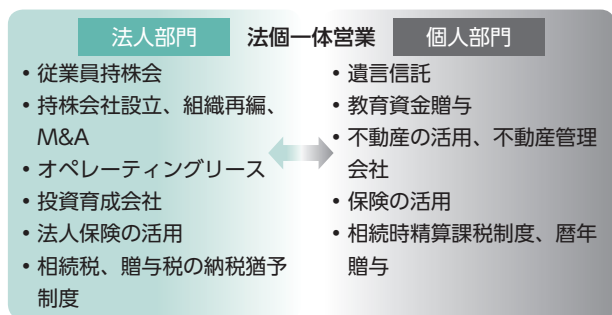 法人部門 法個一体営業 個人部門
• 従業員持株会
• 持株会社設立、組織再編、
M&A
• オペレーティングリース
• 投資育成会社
• 法人保険の活用
• 相続税、贈与税の納税猶予
制度
• 遺言信託
• 教育資金贈与
• 不動産の活用、不動産管理
会社
• 保険の活用
• 相続時精算課税制度、暦年
贈与